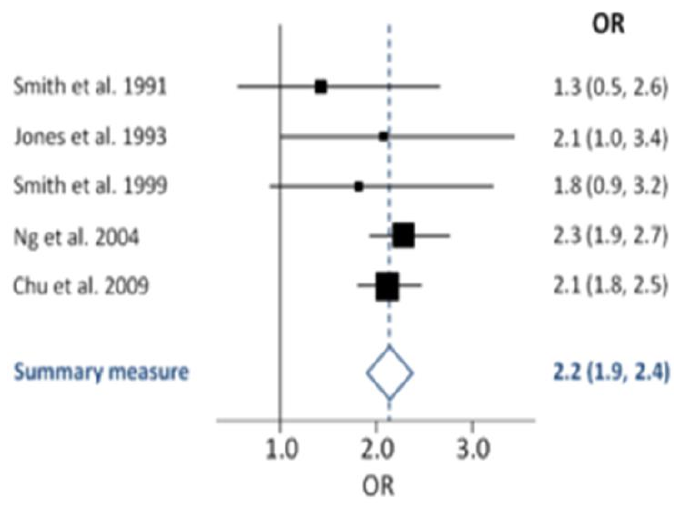 OR
Smith et al. 1991 1.3 (0.5, 2.6)
Jones et al. 1993 2.1 (1.0, 3.4)
Smith et al. 1999 1.8 (0.9, 3.2)
Ng et al. 2004 2.3 (1.9, 2.7)
Chu et al. 2009 2.1 (1.8, 2.5)
Summary measure 2.2 (1.9, 2.4)
1.0 2.0 3.0
OR